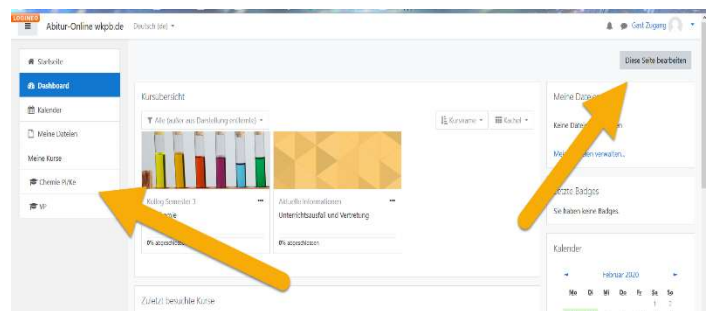 LOGINEO
Abitur-Online wkpb.de
Deutsch (de)
Gast Zugang
Diese Seite bearbeiten
Startseite
Dashboard
Kalender
Meine Dateien
Meine Kurse
Chemie
VP
Kursübersicht
Alle (außer aus Darstellung entfernte)
Kursname
Kachel
Kolleg Semester 3
0% abgeschlossen
Aktuelle Informationen
Unterrichtsausfall und Vertretung
0% abgeschlossen
Zuletzt besuchte Kurse
Meine Dateien
Keine
verwalten...
Letzte Badges
Sie haben keine Badges.
Kalender
Februar 2020
Mo Di Mi Do Fr Sa So
1 2